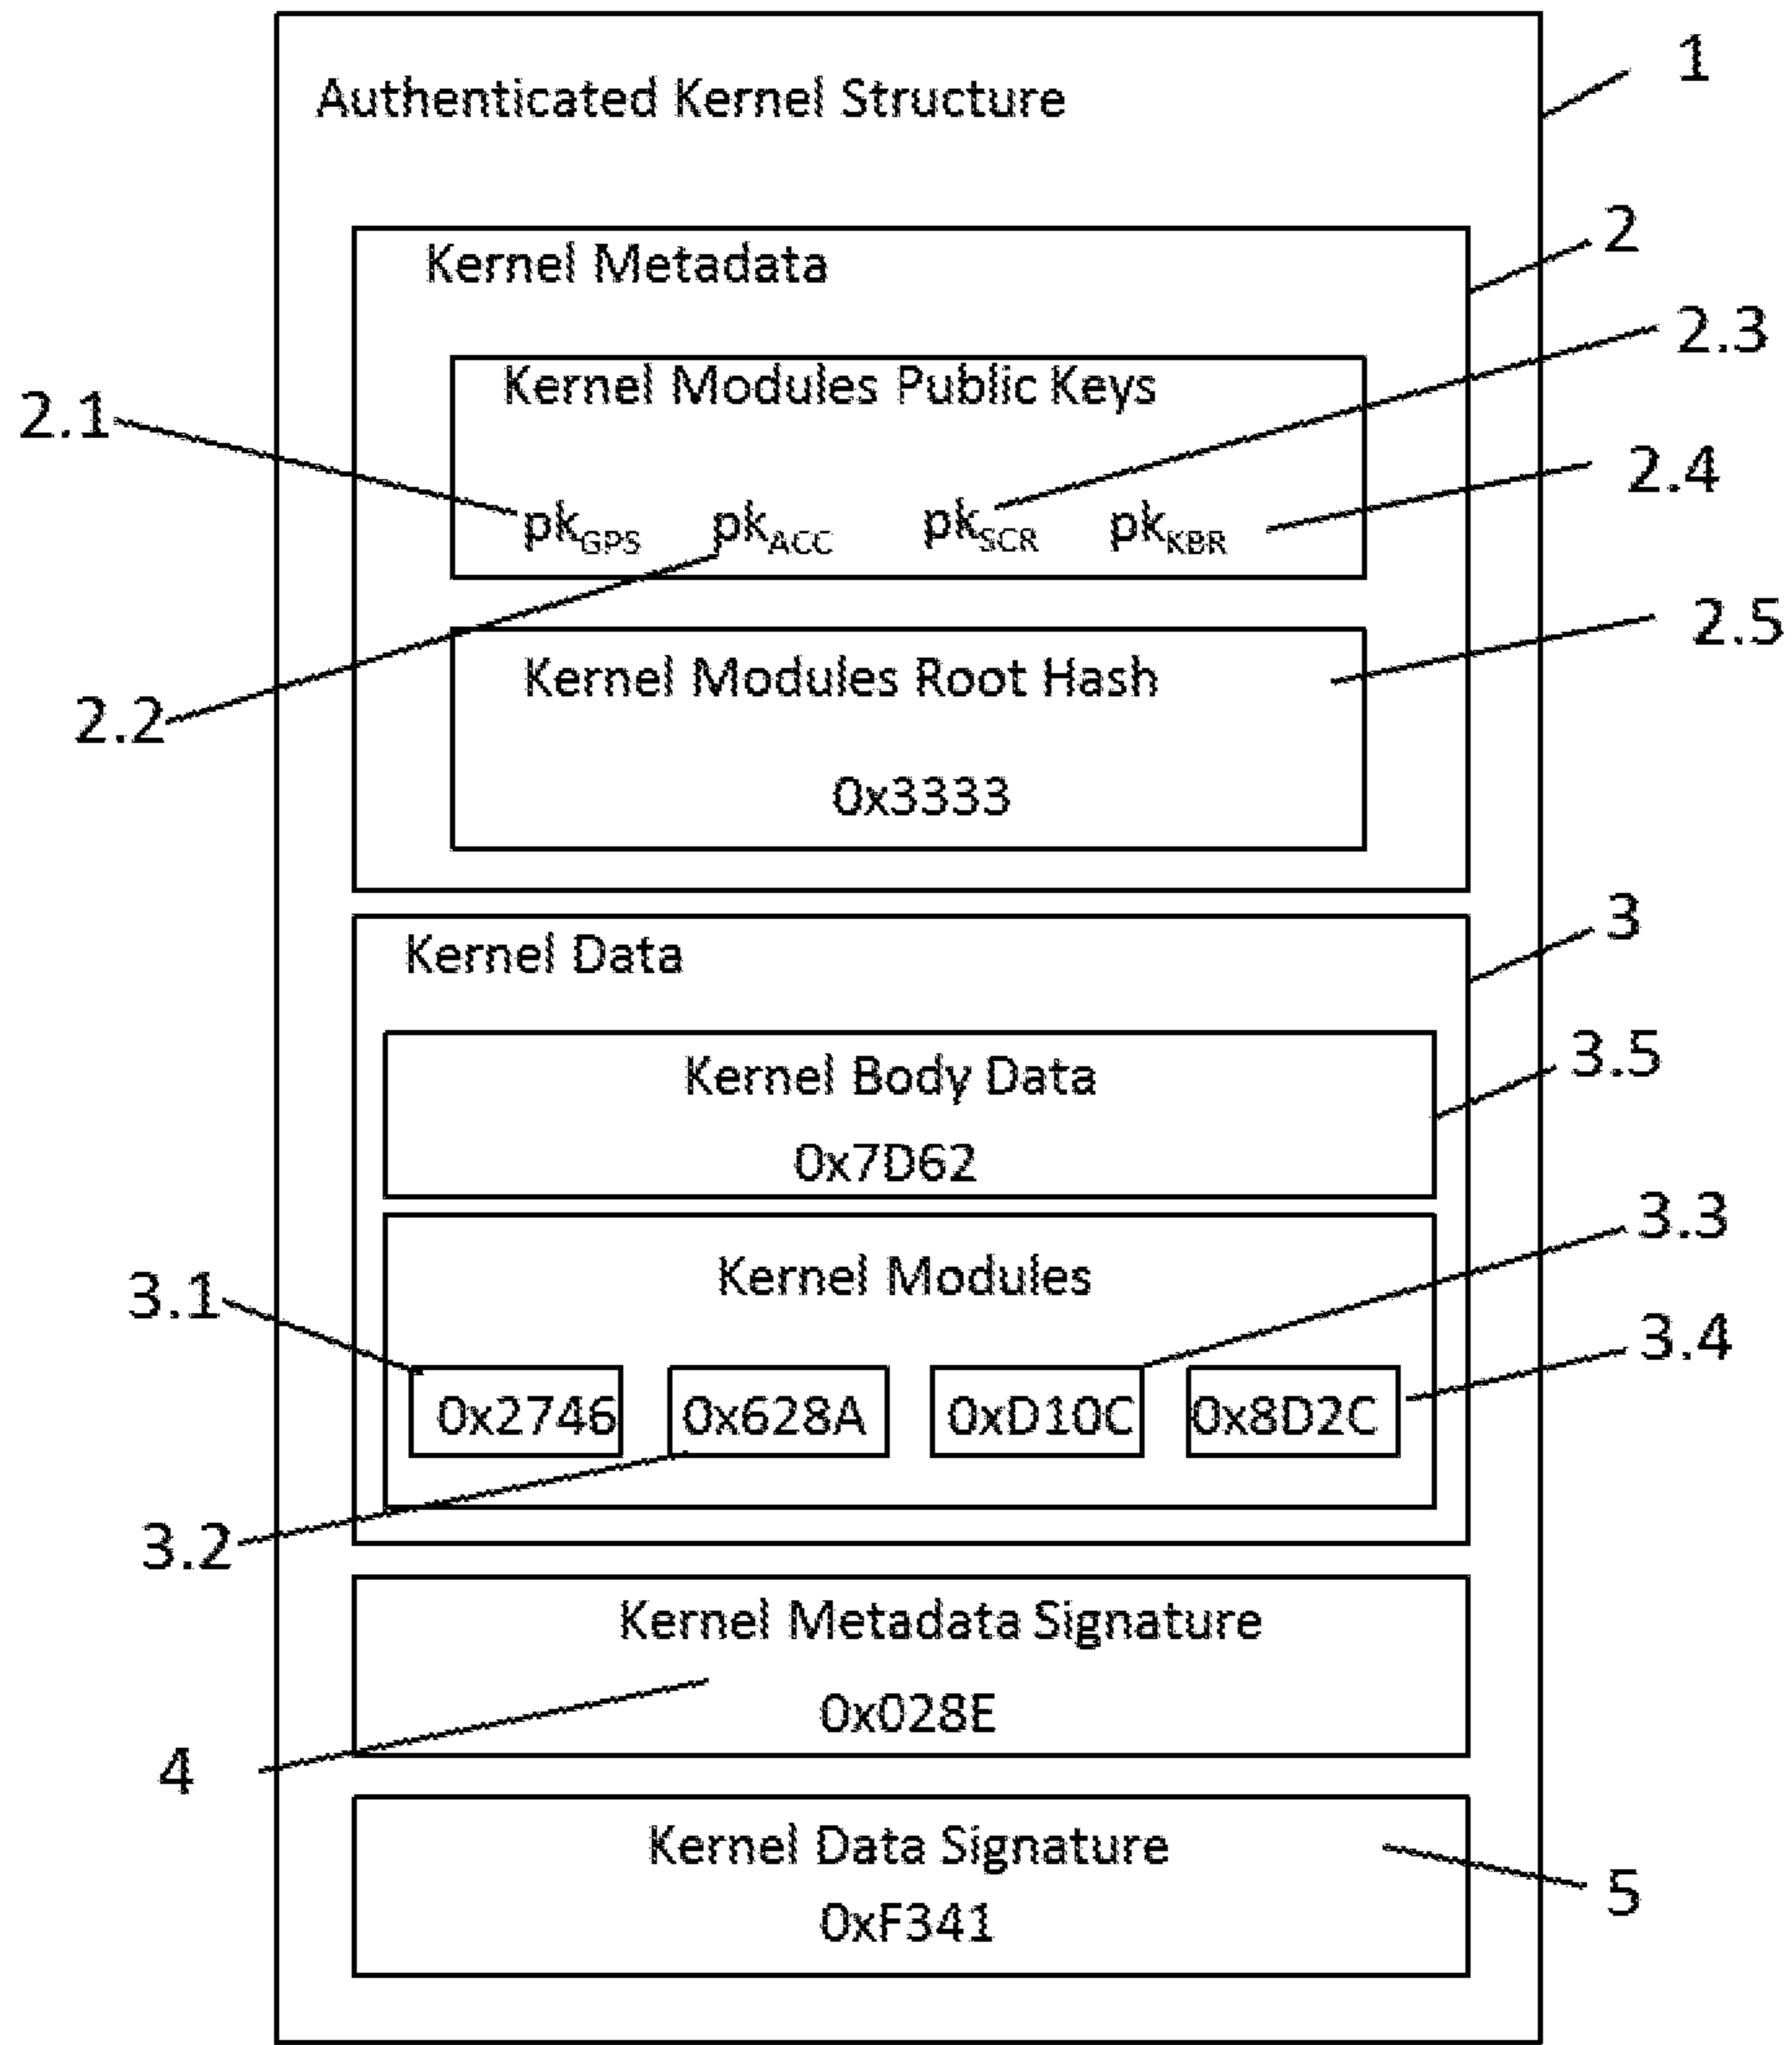 1
Authenticated Kernel Structure
2
Kernel Metadata
2.3
Kernel Modules Public Keys
2.1
2.4
pkGPS pkACC pkSCR pkKBR
2.5
Kernel Modules Root Hash
2.2
0x3333
3
Kernel Data
3.5
Kernel Body Data
0x7D62
3.3
Kernel Modules
3.1
3.4
0x2746 0x628A 0xD10C 0x8D2C
3.2
Kernel Metadata Signature
0x028E
4
Kernel Data Signature
5
0xF341